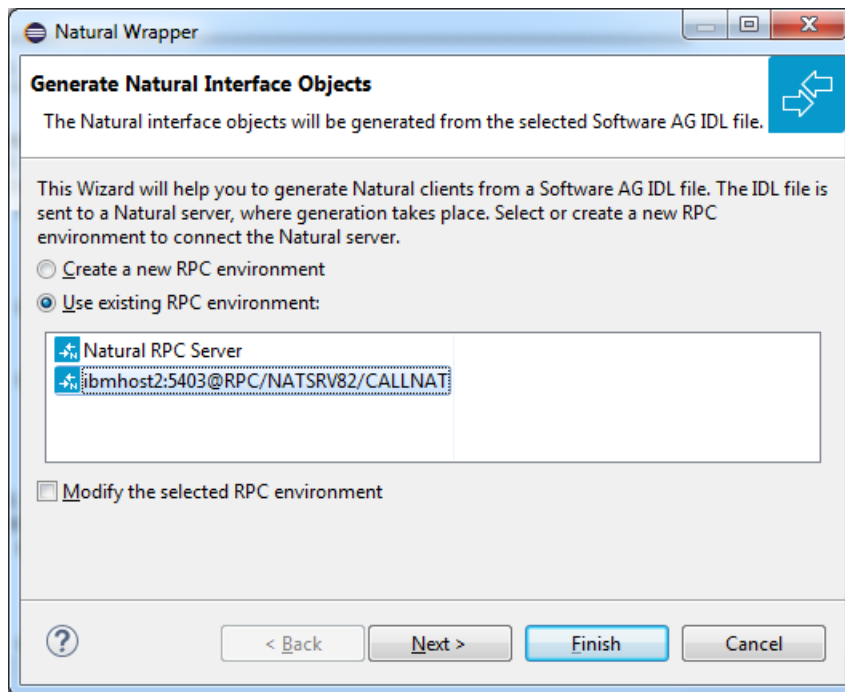 Natural Wrapper
Generate Natural Interface Objects
The Natural interface objects will be generated from the selected Software AG IDL file.
This Wizard will help you to generate Natural clients from a Software AG IDL file. The IDL file is
sent to a Natural server, where generation takes place. Select or create a new RPC
environment to connect the Natural server.
Create a new RPC environment
Use existing RPC environment:
Natural RPC Server
ibmhost2:5403@RPC/NATSRV82/CALLNAT
Modify the selected RPC environment
< Back Next > Finish Cancel